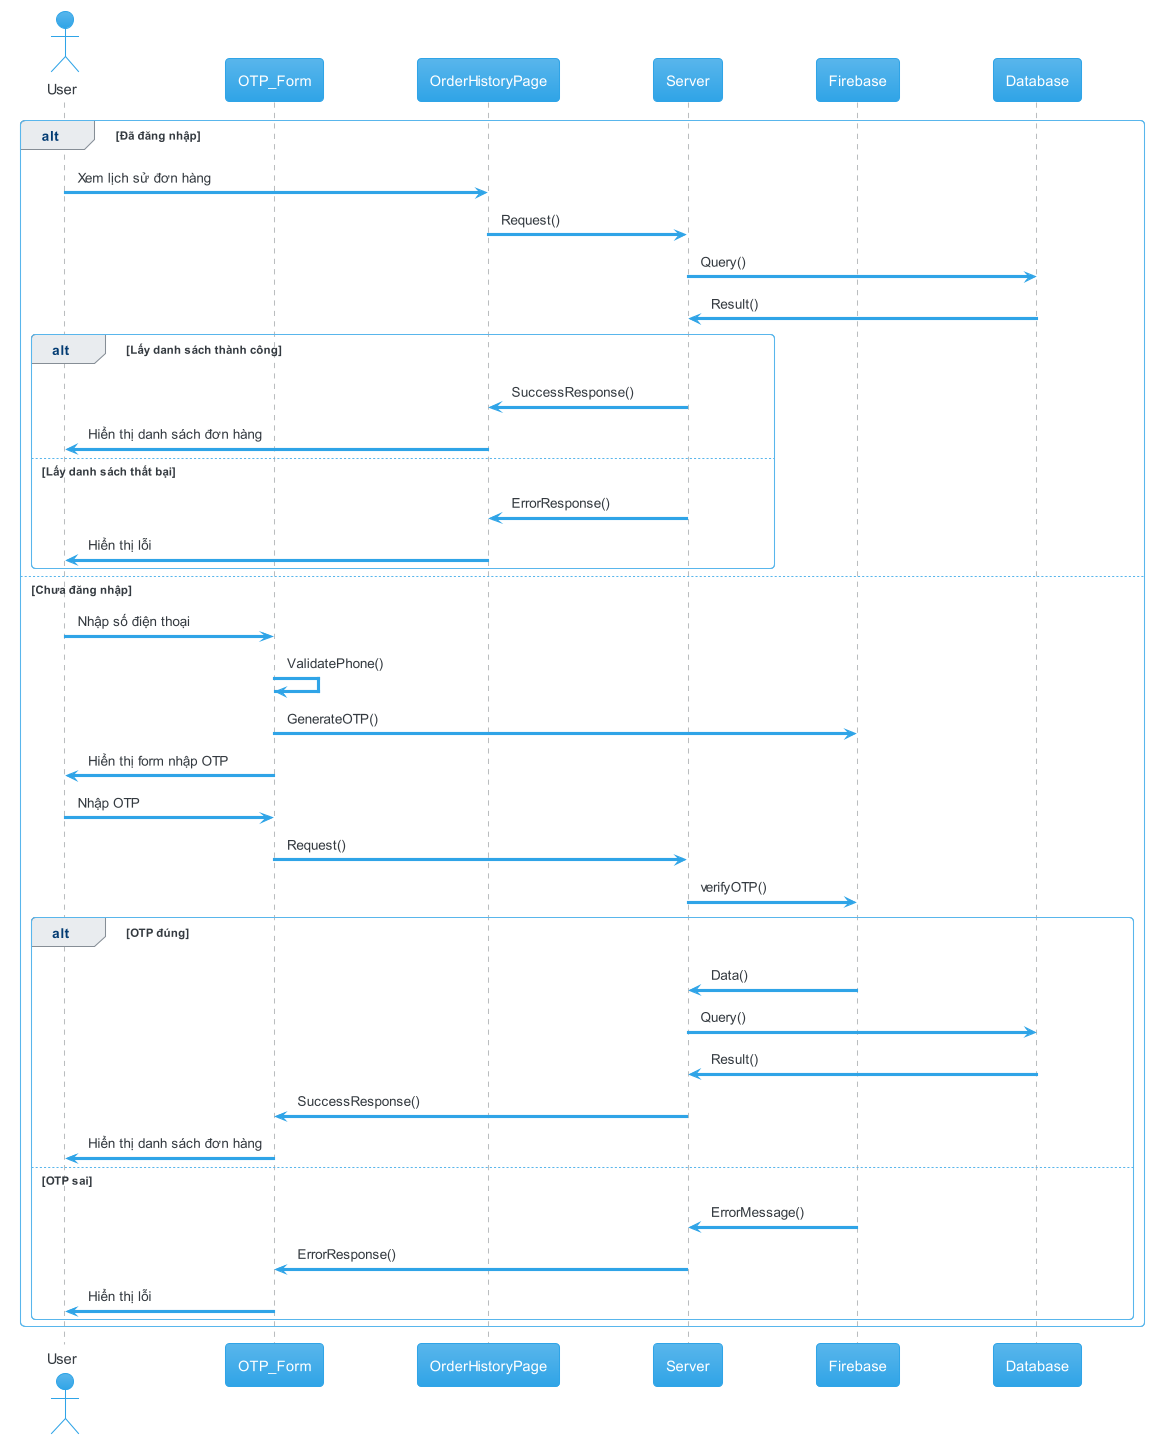 User
OTP_Form
OrderHistoryPage
Server
Firebase
Database
alt
[Đã đăng nhập]
Xem lịch sử đơn hàng
Request()
Query()
Result()
alt
[Lấy danh sách thành công]
SuccessResponse()
Hiển thị danh sách đơn hàng
[Lấy danh sách thất bại]
ErrorResponse()
Hiển thị lỗi
[Chưa đăng nhập]
Nhập số điện thoại
ValidatePhone()
GenerateOTP()
Hiển thị form nhập OTP
Nhập OTP
Request()
verifyOTP()
alt
[OTP đúng]
Data()
Query()
Result()
SuccessResponse()
Hiển thị danh sách đơn hàng
[OTP sai]
ErrorMessage()
ErrorResponse()
Hiển thị lỗi
User
OTP_Form
OrderHistoryPage
Server
Firebase
Database